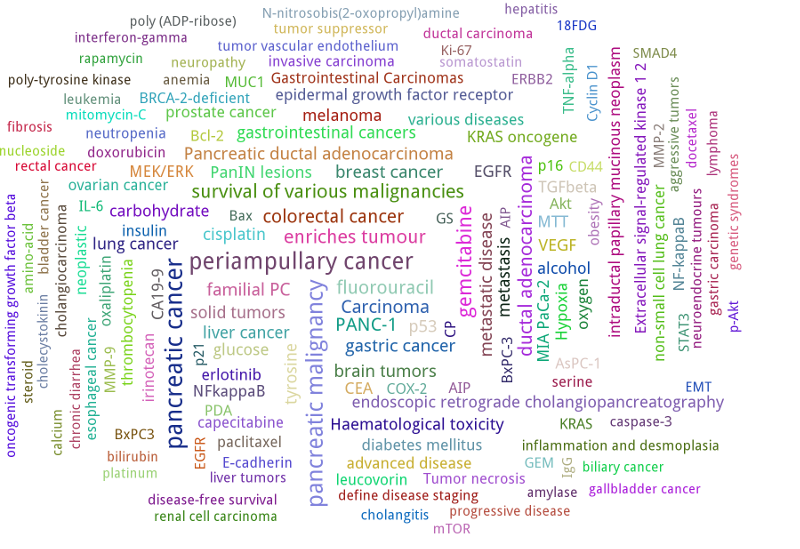 N-nitrosobis(2-oxopropyl)amine
hepatitis
poly (ADP-ribose)
tumor suppressor
18FDG
interferon-gamma
ductal carcinoma
tumor vascular endothelium
Ki-67
rapamycin
neuropathy
invasive carcinoma
somatostatin
SMAD4
poly-tyrosine kinase
anemia
MUC1
Gastrointestinal Carcinomas
ERBB2
TNF-alpha
Cyclin D1
leukemia
BRCA-2-deficient
epidermal growth factor receptor
mitomycin-C
prostate cancer
melanoma
various diseases
fibrosis
neutropenia
Bcl-2
gastrointestinal cancers
KRAS oncogene
nucleoside
doxorubicin
Pancreatic ductal adenocarcinoma
rectal cancer
MEK/ERK
PanIN lesions
breast cancer
EGFR
p16
CD44
ovarian cancer
survival of various malignancies
TGFbeta
IL-6
carbohydrate
Bax
colorectal cancer
GS
AIP
Akt
MTT
obesity
insulin
cisplatin
enriches tumour
lung cancer
VEGF
periampullary cancer
alcohol
gemcitabine
metastatic disease
metastasis
ductal adenocarcinoma
intraductal papillary mucinous neoplasm
Extracellular signal-regulated kinase 1 2
MMP-2
aggressive tumors
docetaxel
lymphoma
non-small cell lung cancer
NF-kappaB
neuroendocrine tumours
gastric carcinoma
genetic syndromes
STAT3
p-Akt
oncogenic transforming growth factor beta
amino-acid
bladder cancer
cholangiocarcinoma
neoplastic
oxaliplatin
thrombocytopenia
CA19-9
pancreatic cancer
steroid
cholecystokinin
chronic diarrhea
esophageal cancer
MMP-9
irinotecan
calcium
familial PC
fluorouracil
Carcinoma
solid tumors
PANC-1
p53
CP
MIA PaCa-2
Hypoxia
oxygen
liver cancer
gastric cancer
p21
glucose
BxPC-3
AsPC-1
erlotinib
tyrosine
pancreatic malignancy
brain tumors
serine
NFkappaB
CEA
COX-2
AIP
EMT
endoscopic retrograde cholangiopancreatography
PDA
capecitabine
Haematological toxicity
KRAS
caspase-3
BxPC3
EGFR
paclitaxel
diabetes mellitus
inflammation and desmoplasia
bilirubin
E-cadherin
advanced disease
GEM
IgG
biliary cancer
platinum
liver tumors
leucovorin
Tumor necrosis
amylase
gallbladder cancer
disease-free survival
define disease staging
renal cell carcinoma
cholangitis
progressive disease
mTOR